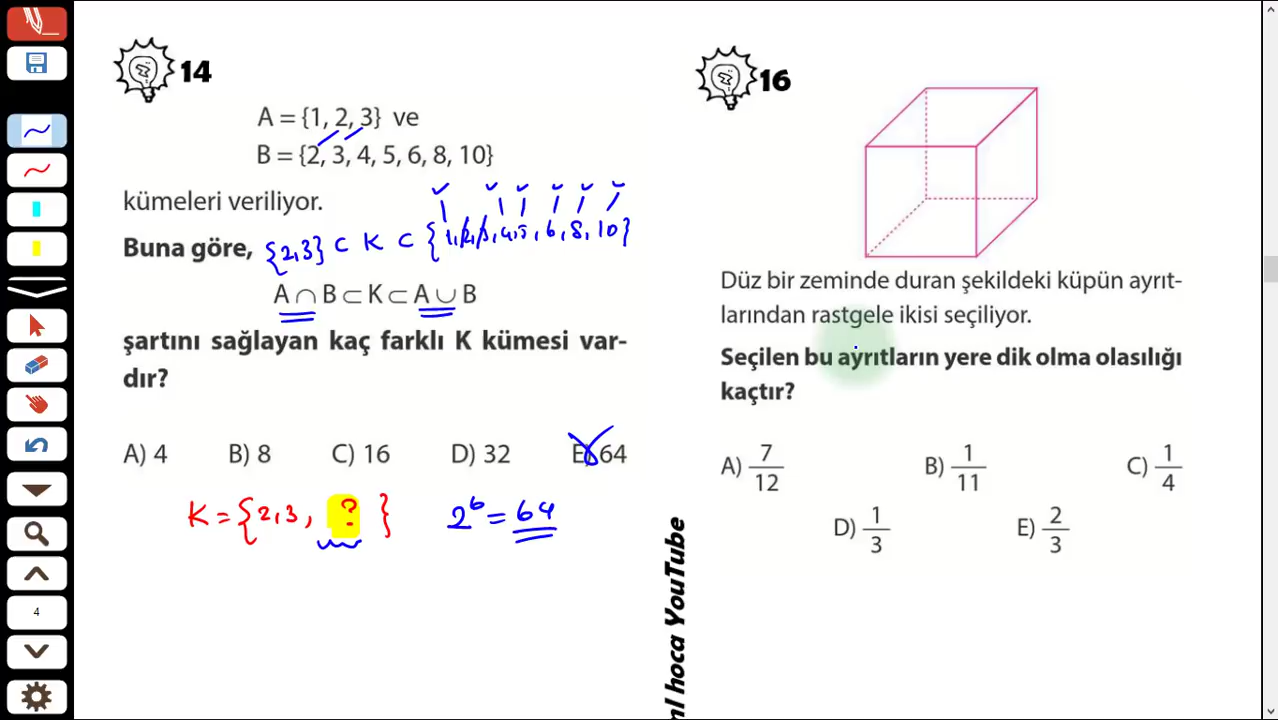 14
A = {1, 2, 3} ve
B = {2, 3, 4, 5, 6, 8, 10}
kümeleri veriliyor.
Buna göre, {2,3} ⊂ K ⊂ {1,2,3,4,5,6,8,10}
A ∩ B ⊂ K ⊂ A ∪ B
şartını sağlayan kaç farklı K kümesi var-
dır?
A) 4 B) 8 C) 16 D) 32 E) 64
K = {2,3, ? } 2^6 = 64
16
Düz bir zeminde duran şekildeki küpün ayrıt-
larından rastgele ikisi seçiliyor.
Seçilen bu ayrıtların yere dik olma olasılığı
kaçtır?
A) 7/12 B) 1/11 C) 1/4
D) 1/3 E) 2/3
hoca YouTube
4